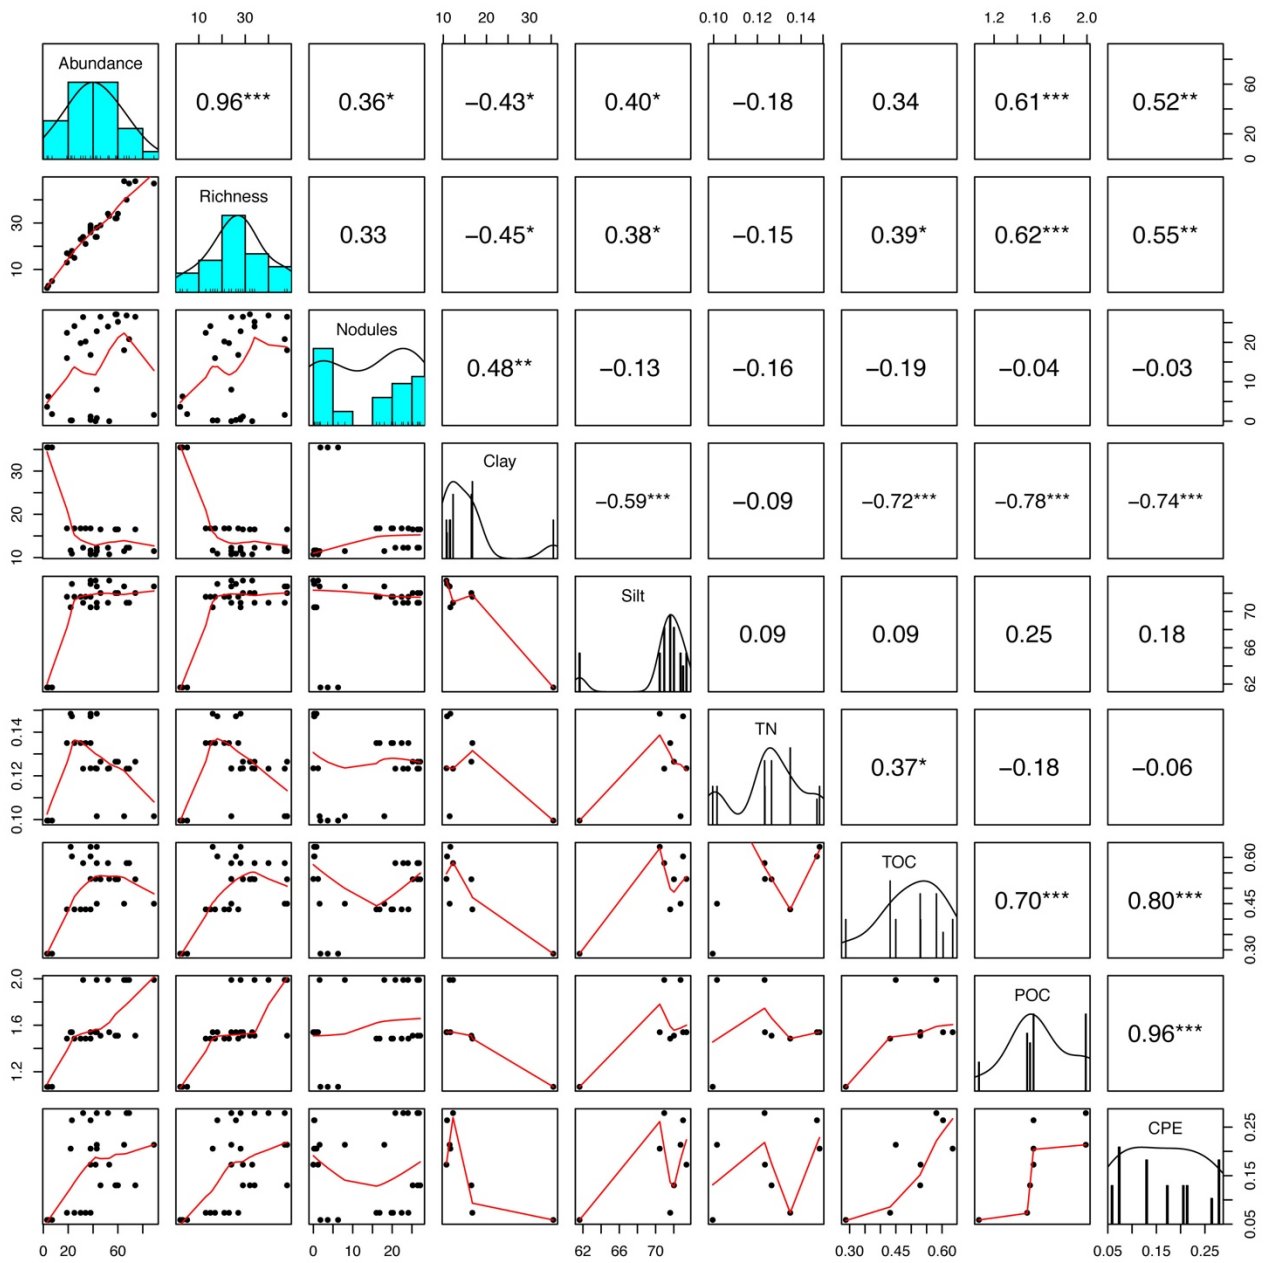 10 30 10 20 30 0.10 0.12 0.14 1.2 1.6 2.0
Abundance 0.96*** 0.36* −0.43* 0.40* −0.18 0.34 0.61*** 0.52** 0 20 60
Richness 0.33 −0.45* 0.38* −0.15 0.39* 0.62*** 0.55** 10 30
Nodules 0.48** −0.13 −0.16 −0.19 −0.04 −0.03 0 10 20
Clay −0.59*** −0.09 −0.72*** −0.78*** −0.74*** 10 20 30
Silt 0.09 0.09 0.25 0.18 62 66 70
TN 0.37* −0.18 −0.06 0.10 0.12 0.14
TOC 0.70*** 0.80*** 0.30 0.45 0.60
POC 0.96*** 1.2 1.6 2.0
CPE 0.05 0.15 0.25
0 20 60 0 10 20 62 66 70 0.30 0.45 0.60 0.05 0.15 0.25